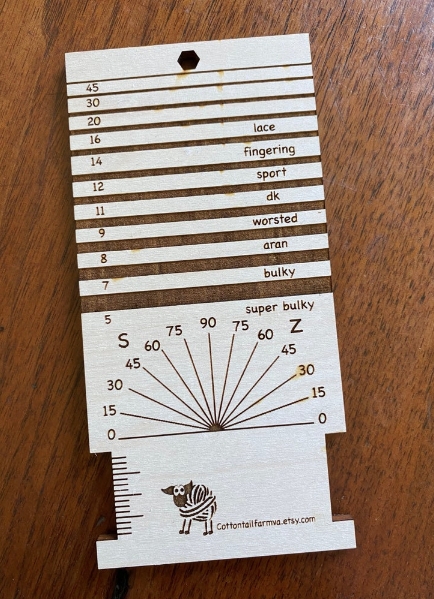 45
30
20
16 lace
14 fingering
12 sport
11 dk
9 worsted
8 aran
7 bulky
5 super bulky
S 75 90 75 Z
60 60
45 45
30 30
15 15
0 0
Cottontailfarmva.etsy.com